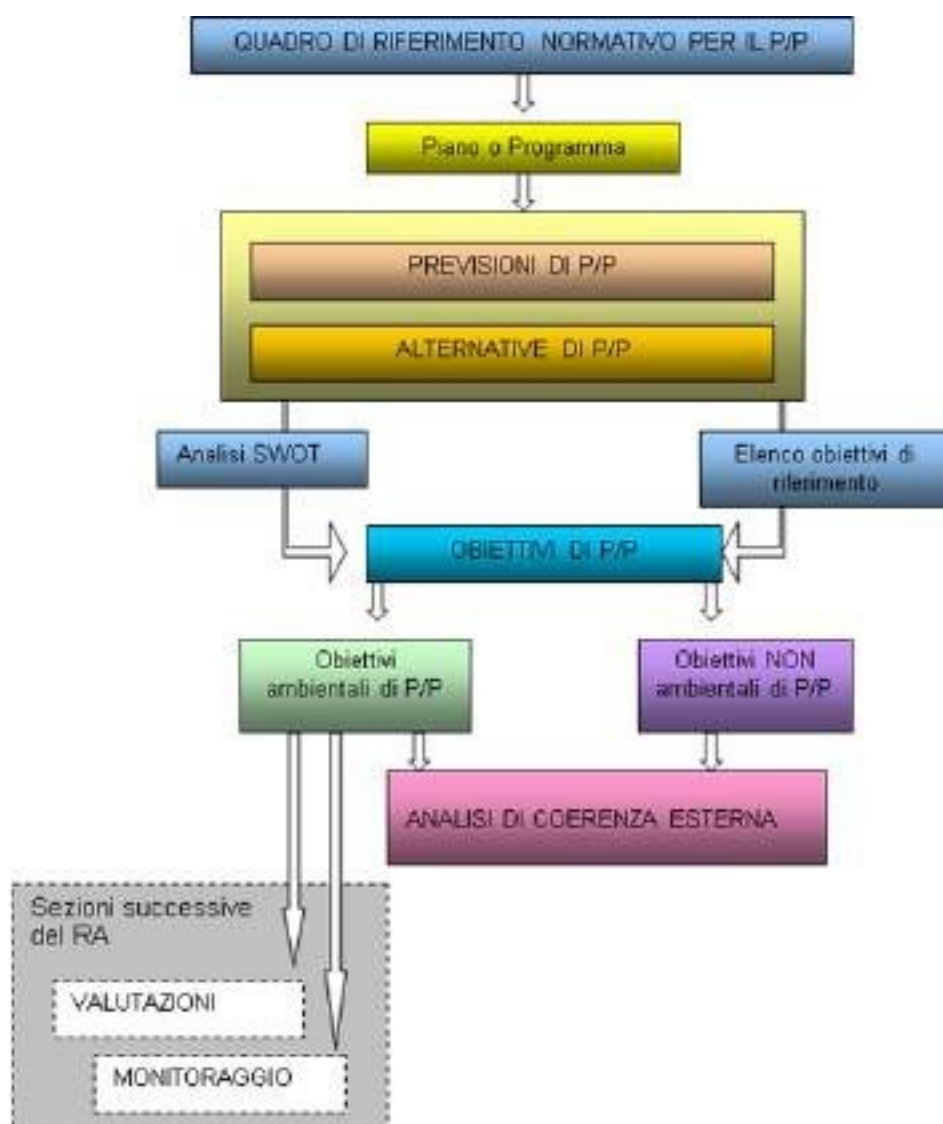 QUADRO DI RIFERIMENTO NORMATIVO PER IL P/P
Piano o Programma
PREVISIONI DI P/P
ALTERNATIVE DI P/P
Analisi SWOT
Elenco obiettivi di
riferimento
OBIETTIVI DI P/P
Obiettivi
ambientali di P/P
Obiettivi NON
ambientali di P/P
ANALISI DI COERENZA ESTERNA
Sezioni successive
del RA
VALUTAZIONI
MONITORAGGIO